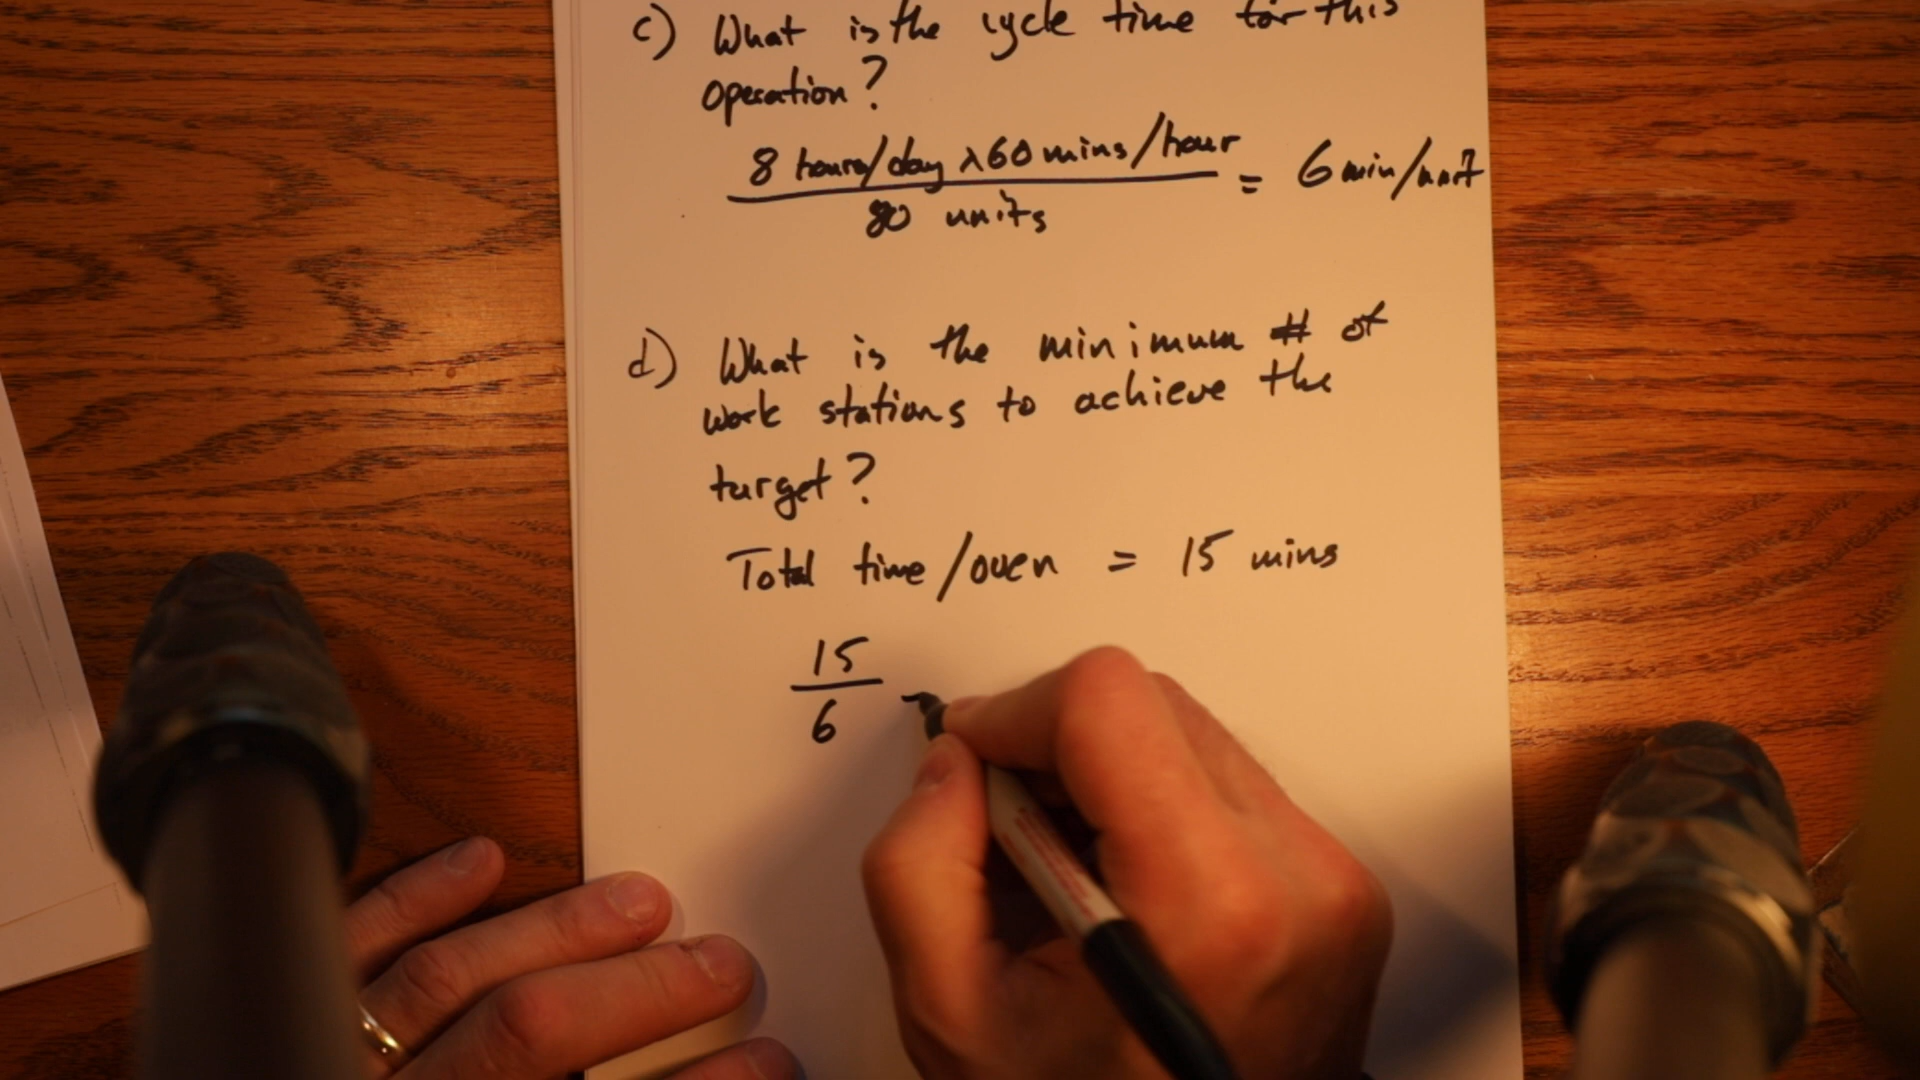 c) What is the cycle time for this
operation?
8 hours/day x60 mins/hour
80 units
= 6 min/unit
d) What is the minimum # of
work stations to achieve the
target?
Total time/oven = 15 mins
15
6